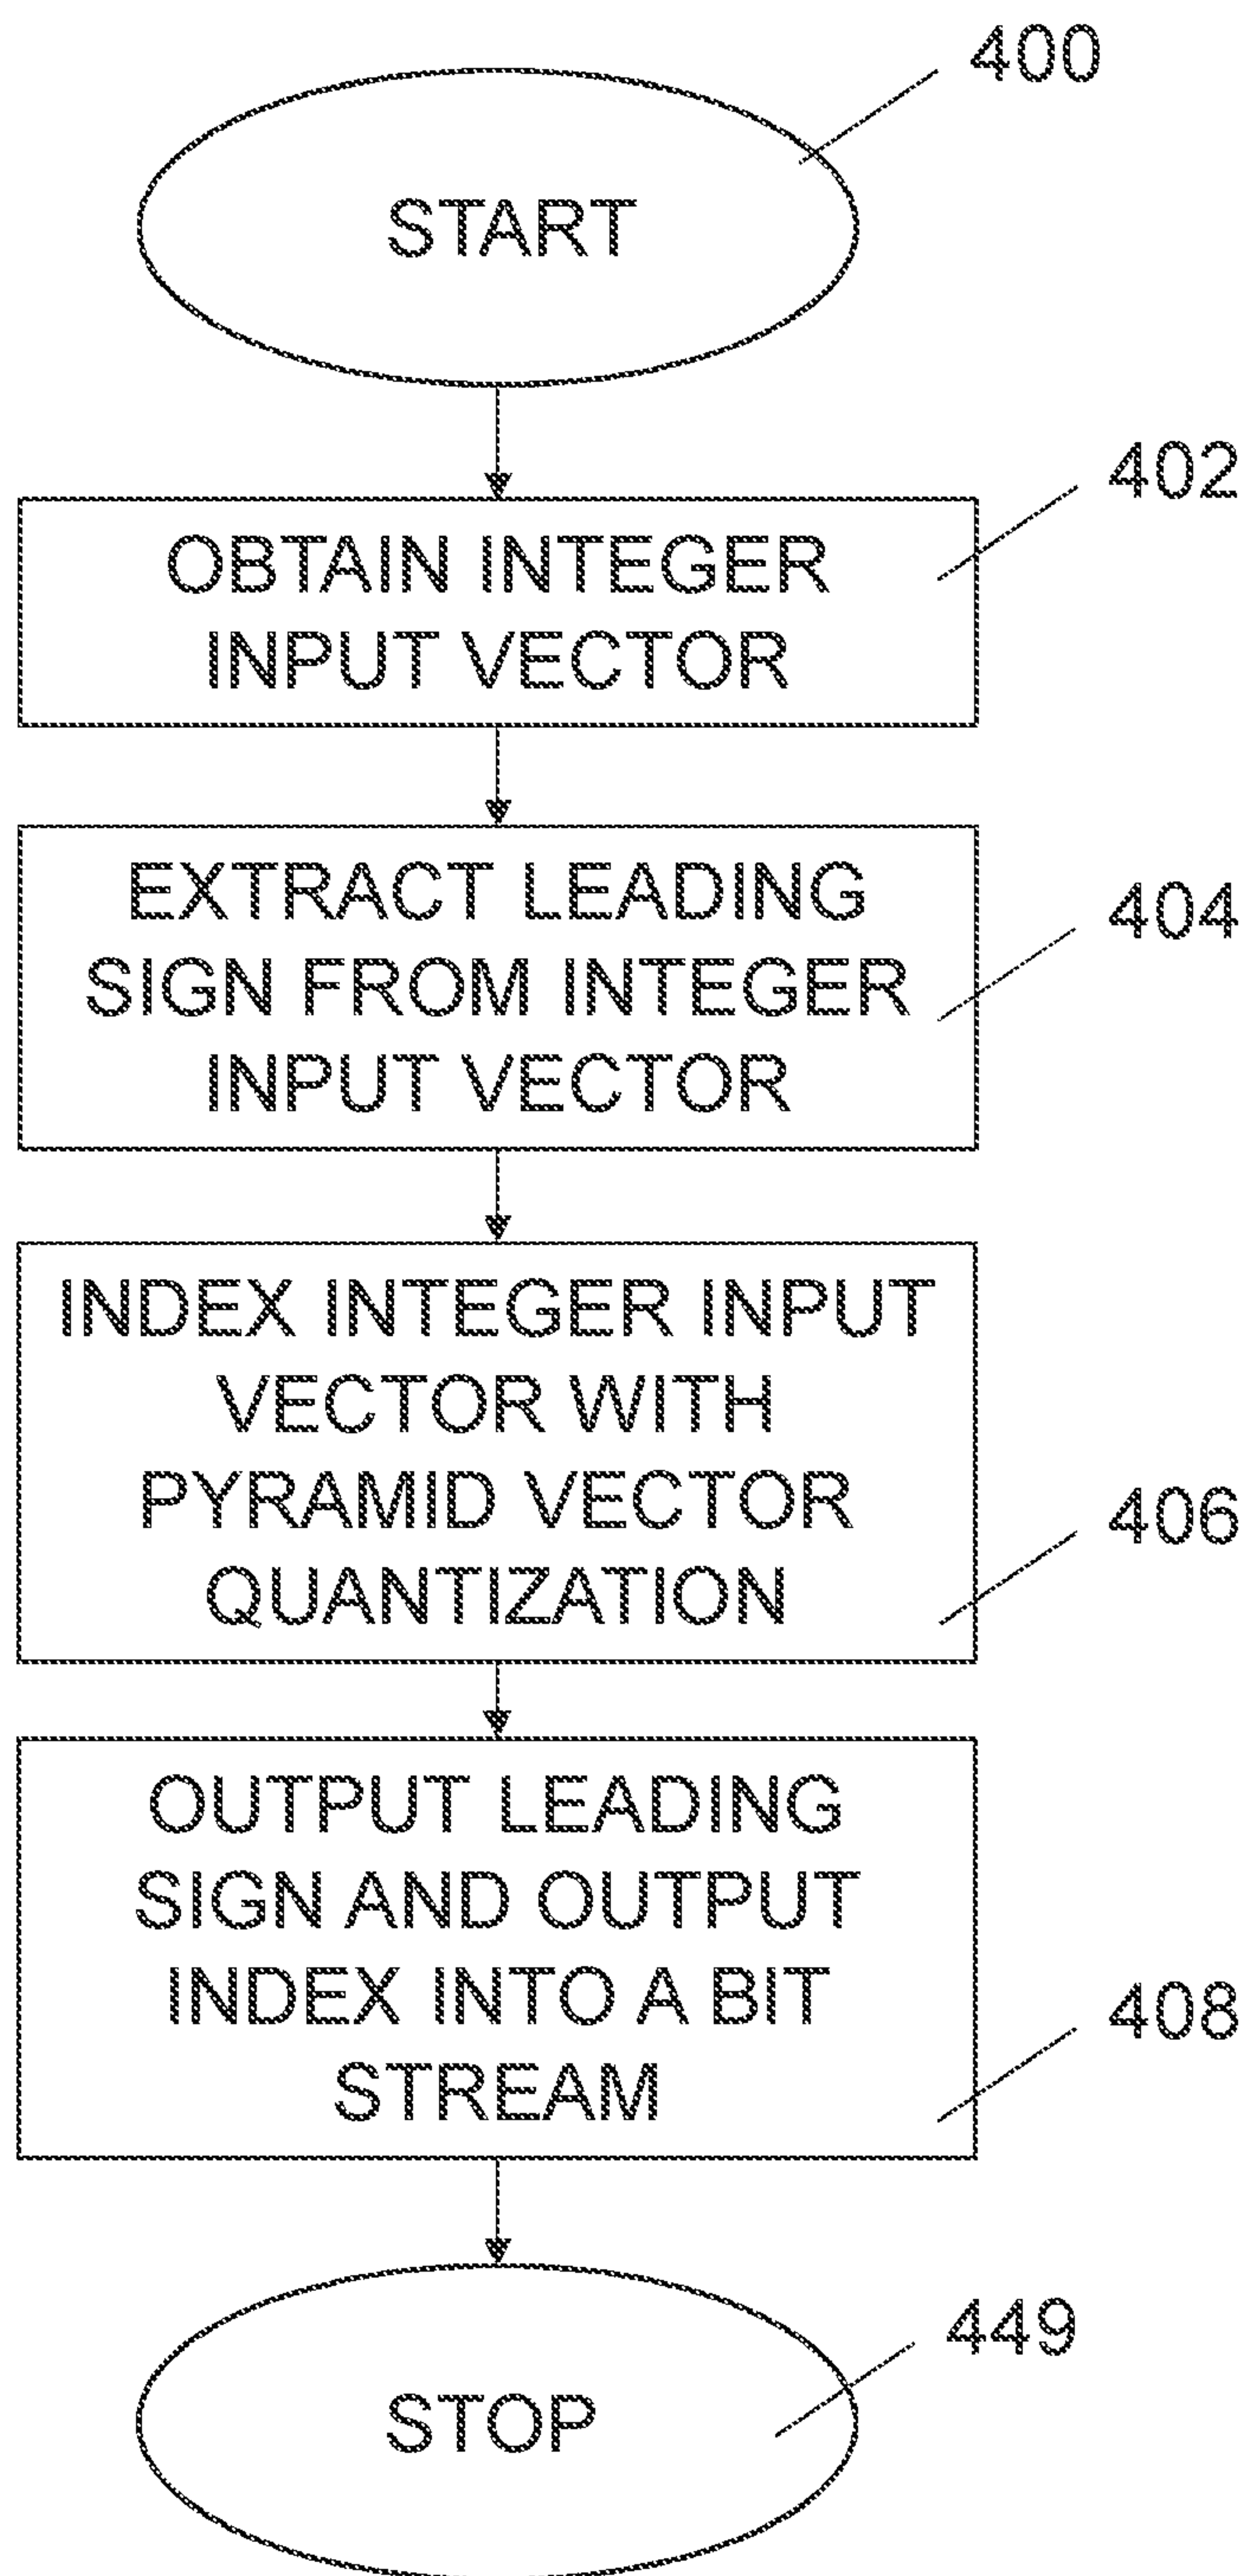 400
START
402
OBTAIN INTEGER
INPUT VECTOR
404
EXTRACT LEADING
SIGN FROM INTEGER
INPUT VECTOR
INDEX INTEGER INPUT
VECTOR WITH
PYRAMID VECTOR
406
QUANTIZATION
OUTPUT LEADING
SIGN AND OUTPUT
INDEX INTO A BIT
408
STREAM
449
STOP